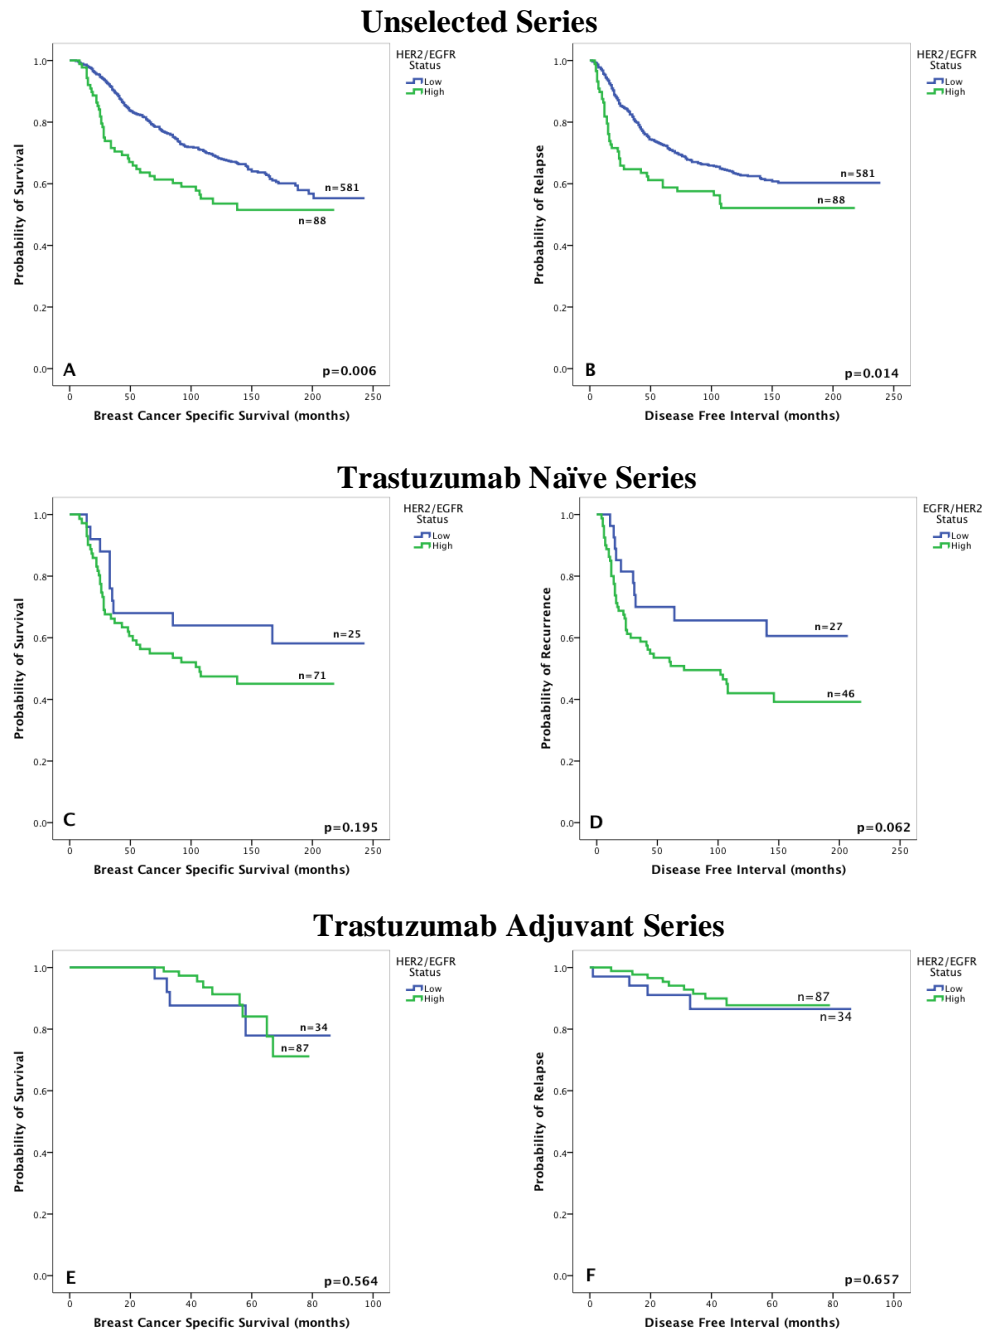 Unselected Series
HER2/EGFR
Status
Low
High
1.0
0.8
0.6
0.4
0.2
0.0
Probability of Survival
n=581
n=88
A
p=0.006
0 50 100 150 200 250
Breast Cancer Specific Survival (months)
HER2/EGFR
Status
Low
High
1.0
0.8
0.6
0.4
0.2
0.0
Probability of Relapse
n=581
n=88
B
p=0.014
0 50 100 150 200 250
Disease Free Interval (months)
Trastuzumab Naïve Series
HER2/EGFR
Status
Low
High
1.0
0.8
0.6
0.4
0.2
0.0
Probability of Survival
n=25
n=71
C
p=0.195
0 50 100 150 200 250
Breast Cancer Specific Survival (months)
EGFR/HER2
Status
Low
High
1.0
0.8
0.6
0.4
0.2
0.0
Probability of Recurrence
n=27
n=46
D
p=0.062
0 50 100 150 200 250
Disease Free Interval (months)
Trastuzumab Adjuvant Series
HER2/EGFR
Status
Low
High
1.0
0.8
0.6
0.4
0.2
0.0
Probability of Survival
n=34
n=87
E
p=0.564
0 20 40 60 80 100
Breast Cancer Specific Survival (months)
HER2/EGFR
Status
Low
High
1.0
0.8
0.6
0.4
0.2
0.0
Probability of Relapse
n=87
n=34
F
p=0.657
0 20 40 60 80 100
Disease Free Interval (months)